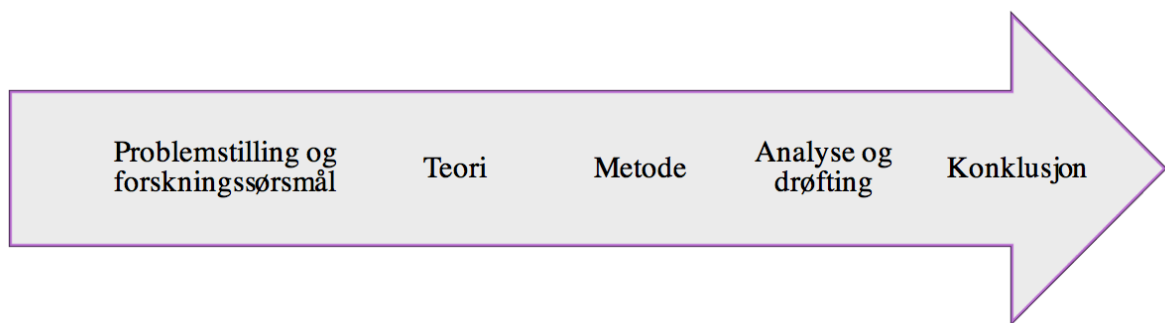 Problemstilling og
forskningssørsmål
Teori
Metode
Analyse og
drøfting
Konklusjon